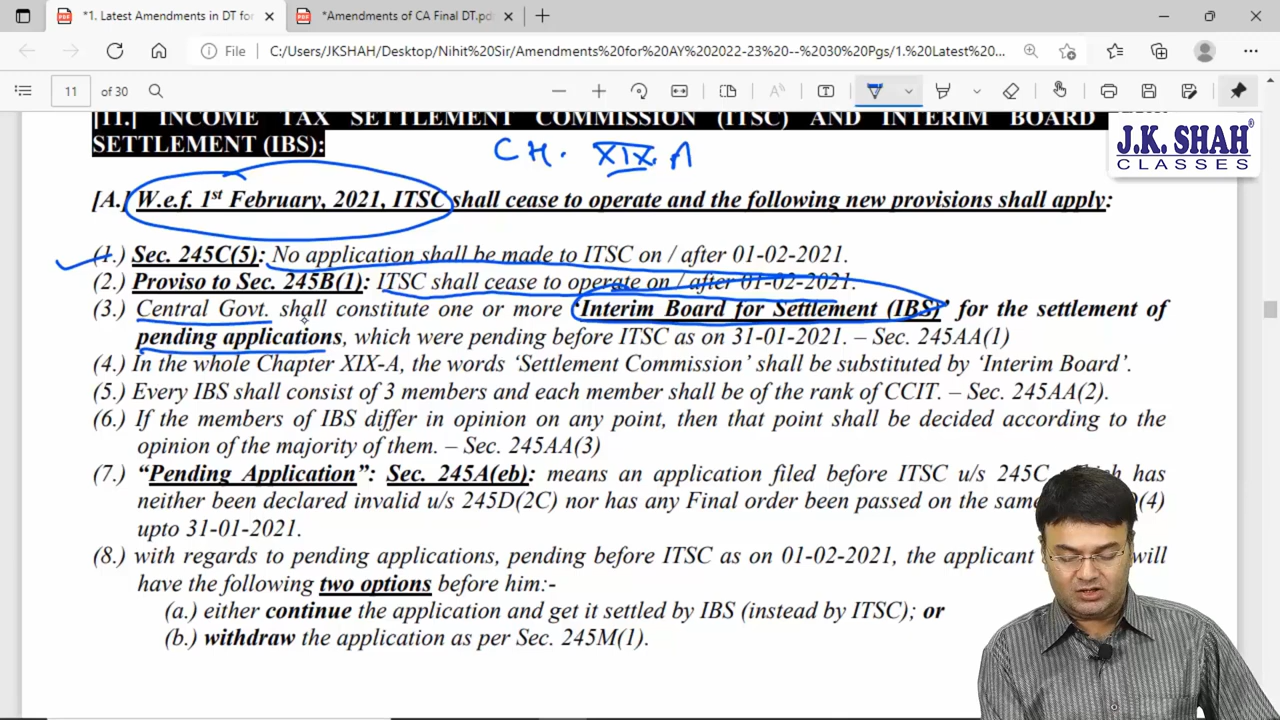 *1. Latest Amendments in DT for
*Amendments of CA Final DT.pd
File
C:/Users/JKSHAH/Desktop/Nihit%20Sir/Amendments%20for%20AY%202022-23%20--%2030%20Pgs/1.%20Latest%20...
11 of 30
[11.] INCOME TAX SETTLEMENT COMMISSION (ITSC) AND INTERIM BOARD
SETTLEMENT (IBS):
CH. XIX-A
J.K. SHAH
CLASSES
[A.] W.e.f. 1st February, 2021, ITSC shall cease to operate and the following new provisions shall apply:
(1.) Sec. 245C(5): No application shall be made to ITSC on / after 01-02-2021.
(2.) Proviso to Sec. 245B(1): ITSC shall cease to operate on / after 01-02-2021.
(3.) Central Govt. shall constitute one or more 'Interim Board for Settlement (IBS)' for the settlement of
pending applications, which were pending before ITSC as on 31-01-2021. – Sec. 245AA(1)
(4.) In the whole Chapter XIX-A, the words 'Settlement Commission' shall be substituted by 'Interim Board'.
(5.) Every IBS shall consist of 3 members and each member shall be of the rank of CCIT. – Sec. 245AA(2).
(6.) If the members of IBS differ in opinion on any point, then that point shall be decided according to the
opinion of the majority of them. – Sec. 245AA(3)
(7.) "Pending Application": Sec. 245A(eb): means an application filed before ITSC u/s 245C which has
neither been declared invalid u/s 245D(2C) nor has any Final order been passed on the same (4)
upto 31-01-2021.
(8.) with regards to pending applications, pending before ITSC as on 01-02-2021, the applicant will
have the following two options before him:-
(a.) either continue the application and get it settled by IBS (instead by ITSC); or
(b.) withdraw the application as per Sec. 245M(1).